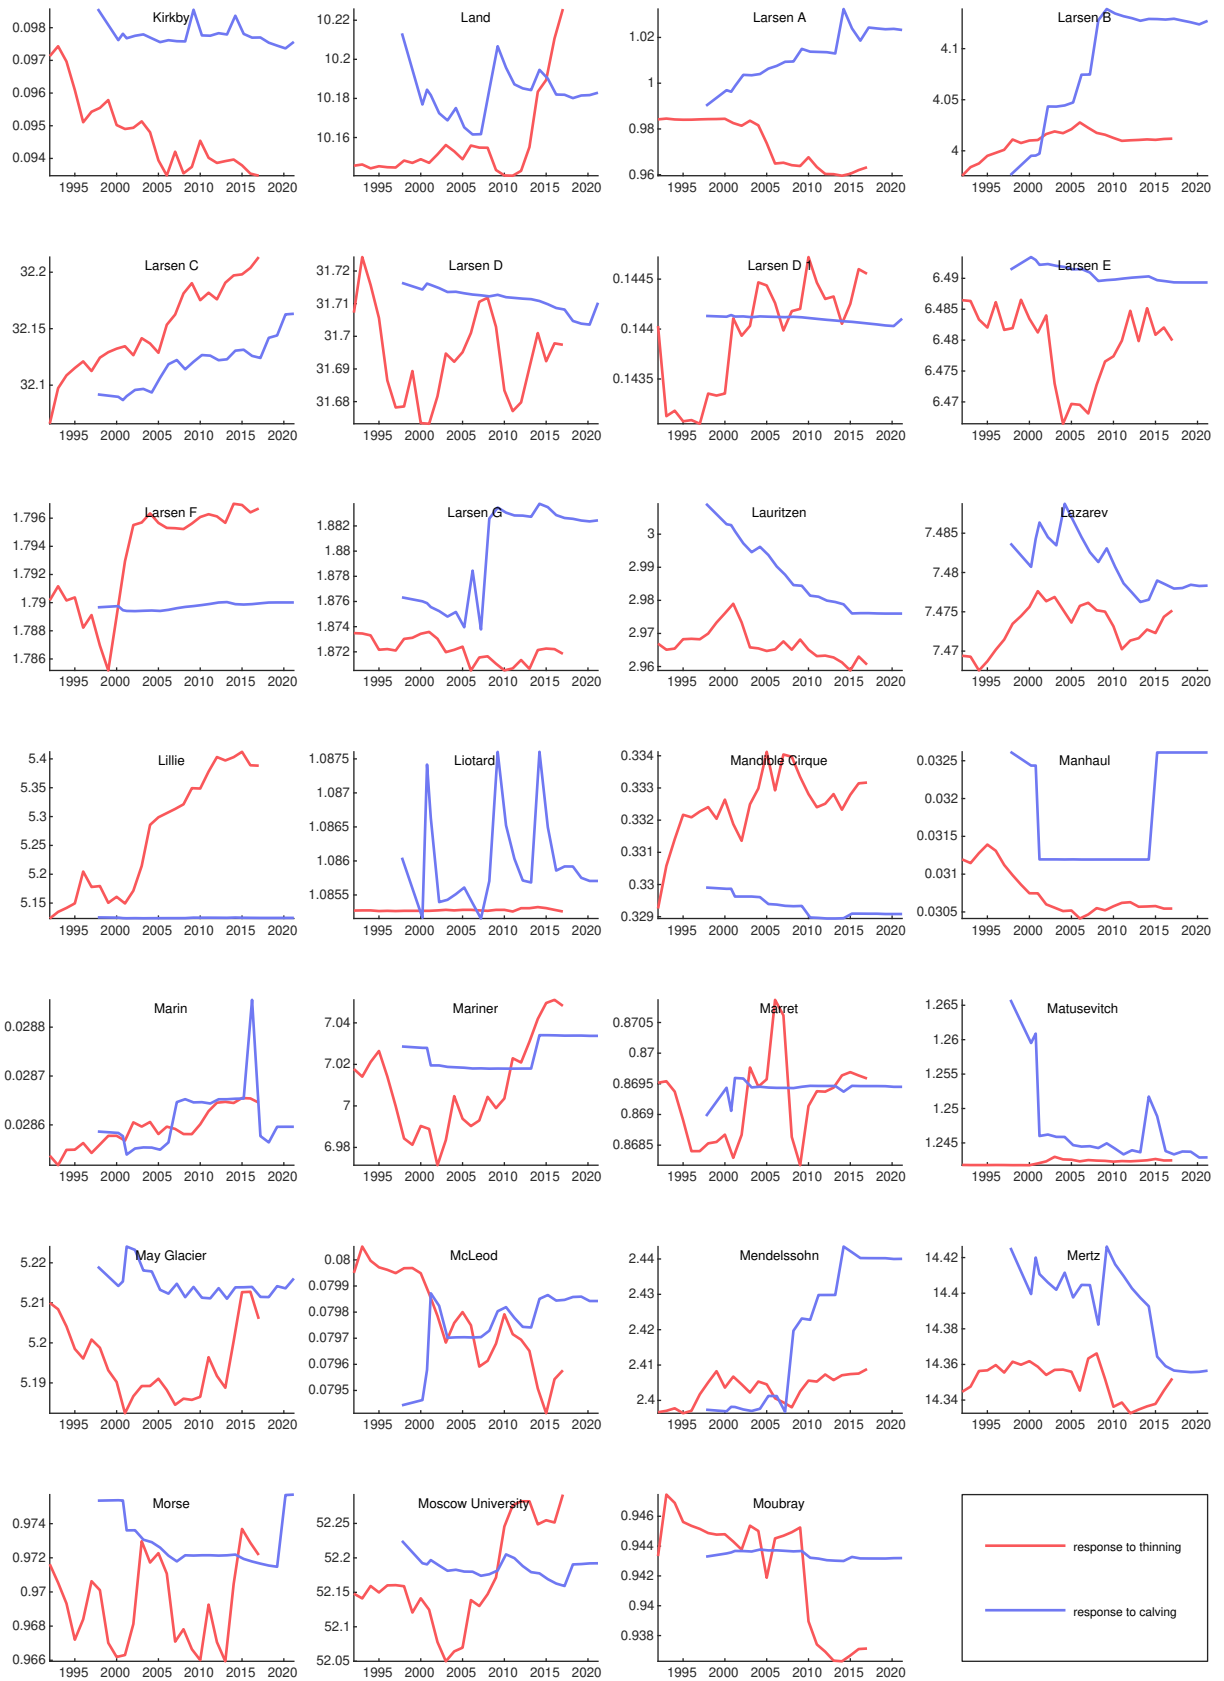 Kirkby
0.098
0.097
0.096
0.095
0.094
1995 2000 2005 2010 2015 2020
Land
10.22
10.2
10.18
10.16
1995 2000 2005 2010 2015 2020
Larsen A
1.02
1
0.98
0.96
1995 2000 2005 2010 2015 2020
Larsen B
4.1
4.05
4
1995 2000 2005 2010 2015 2020
Larsen C
32.2
32.15
32.1
1995 2000 2005 2010 2015 2020
Larsen D
31.72
31.71
31.7
31.69
31.68
1995 2000 2005 2010 2015 2020
Larsen D 1
0.1445
0.144
0.1435
1995 2000 2005 2010 2015 2020
Larsen E
6.49
6.485
6.48
6.475
6.47
1995 2000 2005 2010 2015 2020
Larsen F
1.796
1.794
1.792
1.79
1.788
1.786
1995 2000 2005 2010 2015 2020
Larsen G
1.882
1.88
1.878
1.876
1.874
1.872
1995 2000 2005 2010 2015 2020
Lauritzen
3
2.99
2.98
2.97
2.96
1995 2000 2005 2010 2015 2020
Lazarev
7.485
7.48
7.475
7.47
1995 2000 2005 2010 2015 2020
Lillie
5.4
5.35
5.3
5.25
5.2
5.15
1995 2000 2005 2010 2015 2020
Liotard
1.0875
1.087
1.0865
1.086
1.0855
1995 2000 2005 2010 2015 2020
Mandible Cirque
0.334
0.333
0.332
0.331
0.33
0.329
1995 2000 2005 2010 2015 2020
Manhaul
0.0325
0.032
0.0315
0.031
0.0305
1995 2000 2005 2010 2015 2020
Marin
0.0288
0.0287
0.0286
1995 2000 2005 2010 2015 2020
Mariner
7.04
7.02
7
6.98
1995 2000 2005 2010 2015 2020
Marret
0.8705
0.87
0.8695
0.869
0.8685
1995 2000 2005 2010 2015 2020
Matusevitch
1.265
1.26
1.255
1.25
1.245
1995 2000 2005 2010 2015 2020
May Glacier
5.22
5.21
5.2
5.19
1995 2000 2005 2010 2015 2020
McLeod
0.08
0.0799
0.0798
0.0797
0.0796
0.0795
1995 2000 2005 2010 2015 2020
Mendelssohn
2.44
2.43
2.42
2.41
2.4
1995 2000 2005 2010 2015 2020
Mertz
14.42
14.4
14.38
14.36
14.34
1995 2000 2005 2010 2015 2020
Morse
0.974
0.972
0.97
0.968
0.966
1995 2000 2005 2010 2015 2020
Moscow University
52.25
52.2
52.15
52.1
52.05
1995 2000 2005 2010 2015 2020
Moubray
0.946
0.944
0.942
0.94
0.938
1995 2000 2005 2010 2015 2020
response to thinning
response to calving